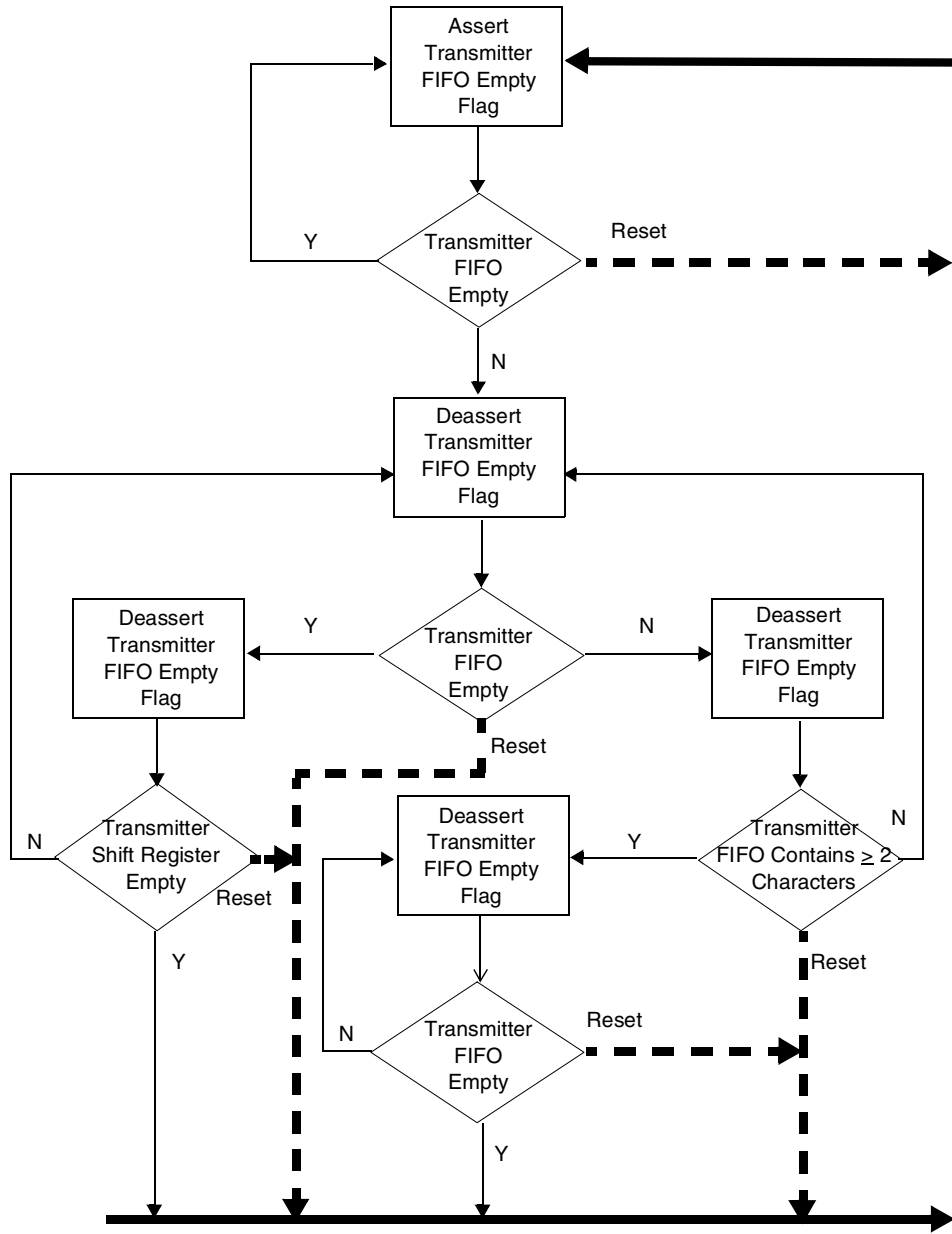 Assert
Transmitter
FIFO Empty
Flag
Y
Transmitter
FIFO
Empty
Reset
N
Deassert
Transmitter
FIFO Empty
Flag
Deassert
Transmitter
FIFO Empty
Flag
Y
Transmitter
FIFO
Empty
N
Deassert
Transmitter
FIFO Empty
Flag
Reset
N
Transmitter
Shift Register
Empty
Reset
Y
Deassert
Transmitter
FIFO Empty
Flag
Y
Transmitter
FIFO Contains ≥ 2
Characters
N
Reset
N
Transmitter
FIFO
Empty
Reset
Y